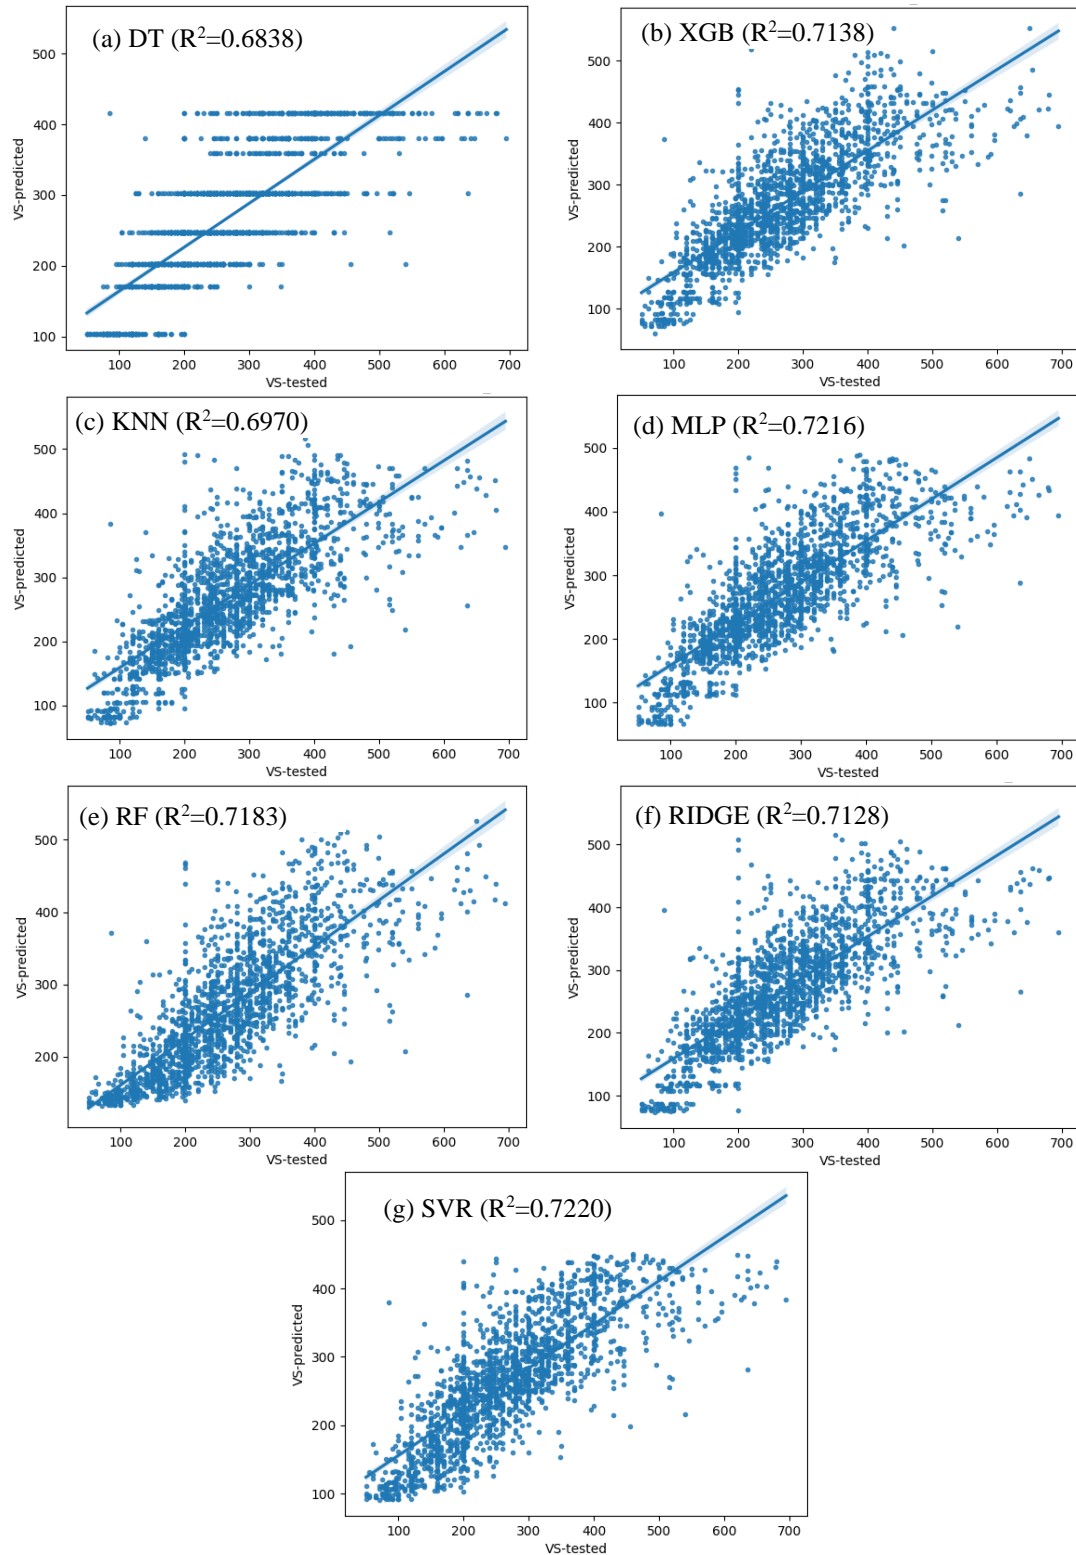 (a) DT (R²=0.6838)
500
400
300
200
100
VS-predicted
100 200 300 400 500 600 700
VS-tested
(b) XGB (R²=0.7138)
500
400
300
200
100
VS-predicted
100 200 300 400 500 600 700
VS-tested
(c) KNN (R²=0.6970)
500
400
300
200
100
VS-predicted
100 200 300 400 500 600 700
VS-tested
(d) MLP (R²=0.7216)
500
400
300
200
100
VS-predicted
100 200 300 400 500 600 700
VS-tested
(e) RF (R²=0.7183)
500
400
300
200
VS-predicted
100 200 300 400 500 600 700
VS-tested
(f) RIDGE (R²=0.7128)
500
400
300
200
100
VS-predicted
100 200 300 400 500 600 700
VS-tested
(g) SVR (R²=0.7220)
500
400
300
200
100
VS-predicted
100 200 300 400 500 600 700
VS-tested